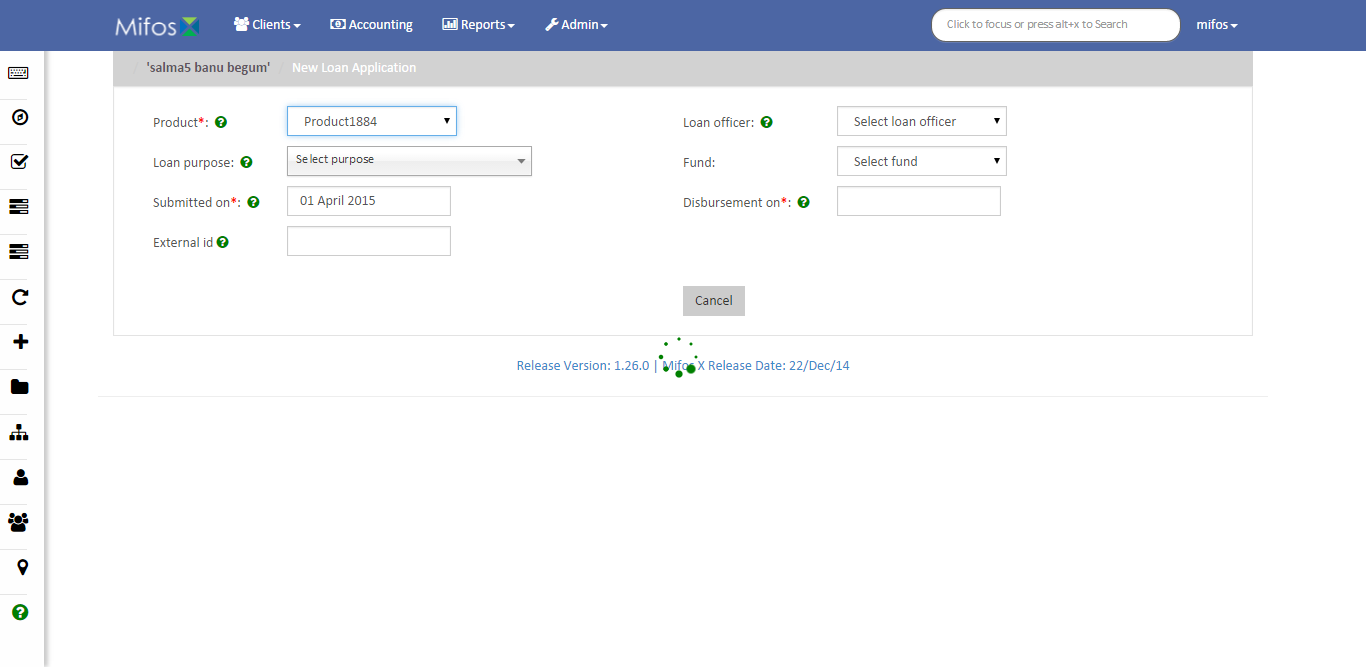 Mifos Clients Accounting Reports Admin Click to focus or press alt+x to Search mifos
/ 'salma5 banu begum' / New Loan Application
Product*: Product1884 Loan officer: Select loan officer
Loan purpose: Select purpose Fund: Select fund
Submitted on*: 01 April 2015 Disbursement on*:
External id
Cancel
Release Version: 1.26.0 | Mifos X Release Date: 22/Dec/14